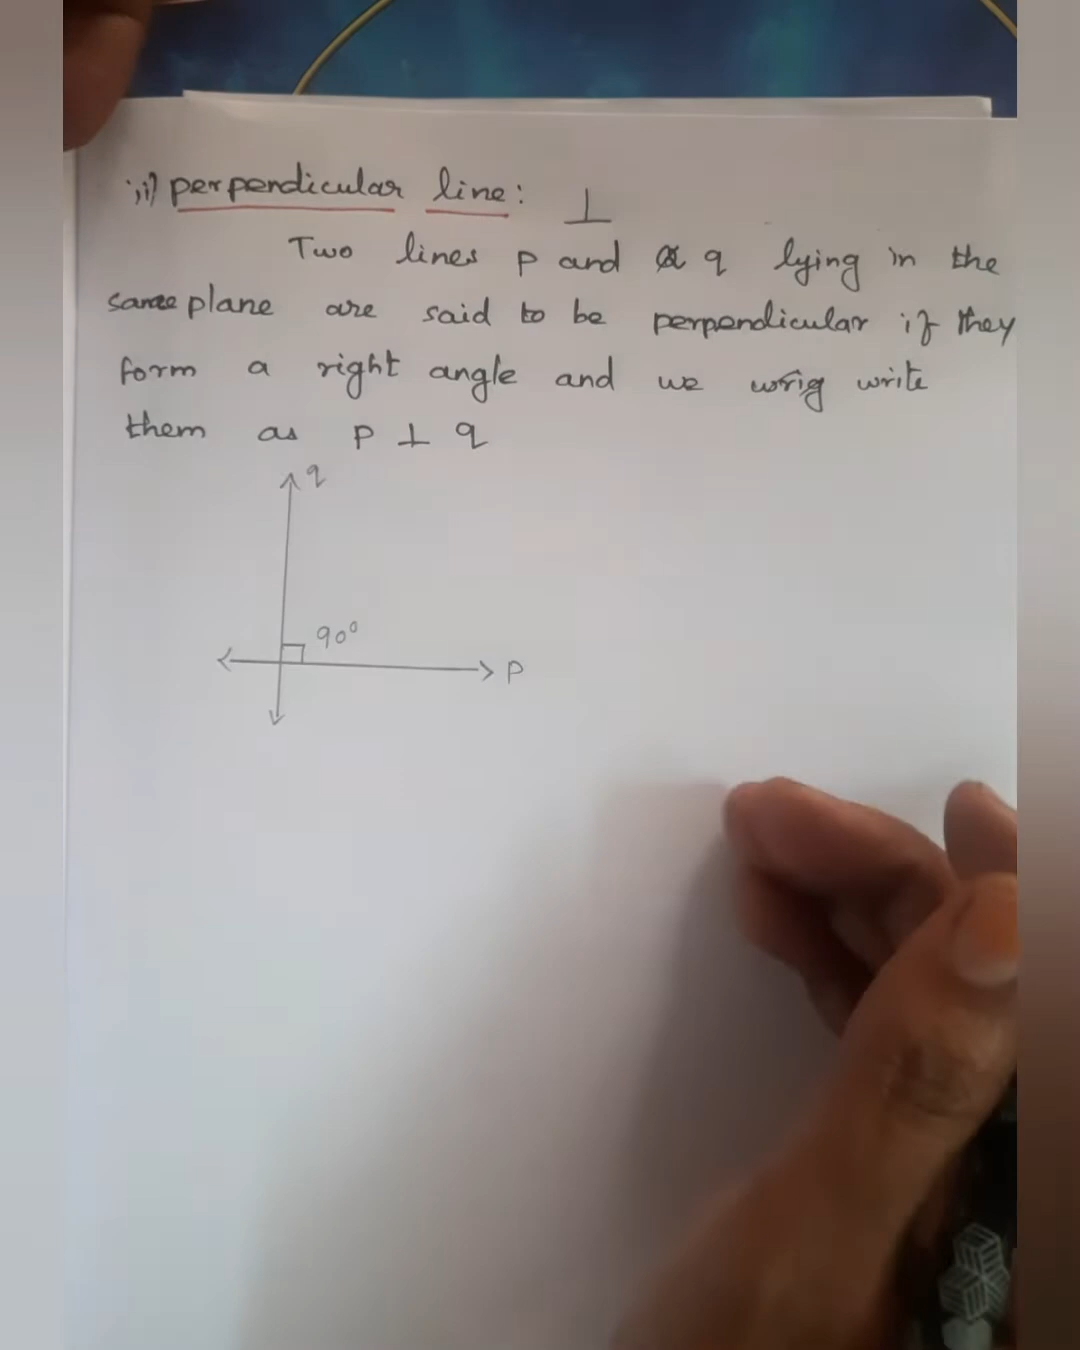 ii) perpendicular line: ⊥
Two lines p and q lying in the
same plane are said to be perpendicular if they
form a right angle and we wrig write
them as p ⊥ q
q
90°
p